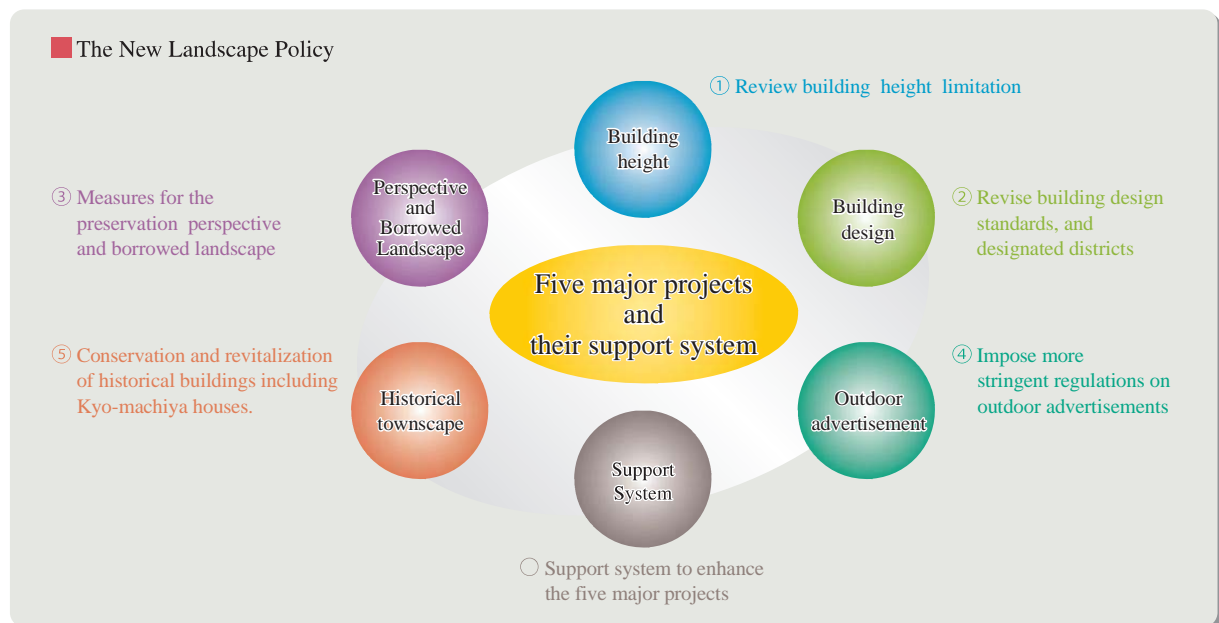 The New Landscape Policy
① Review building height limitation
Building
height
③ Measures for the
preservation perspective
and borrowed landscape
Perspective
and
Borrowed
Landscape
Building
design
② Revise building design
standards, and
designated districts
Five major projects
and
their support system
⑤ Conservation and revitalization
of historical buildings including
Kyo-machiya houses.
Historical
townscape
Outdoor
advertisement
④ Impose more
stringent regulations on
outdoor advertisements
Support
System
◯ Support system to enhance
the five major projects